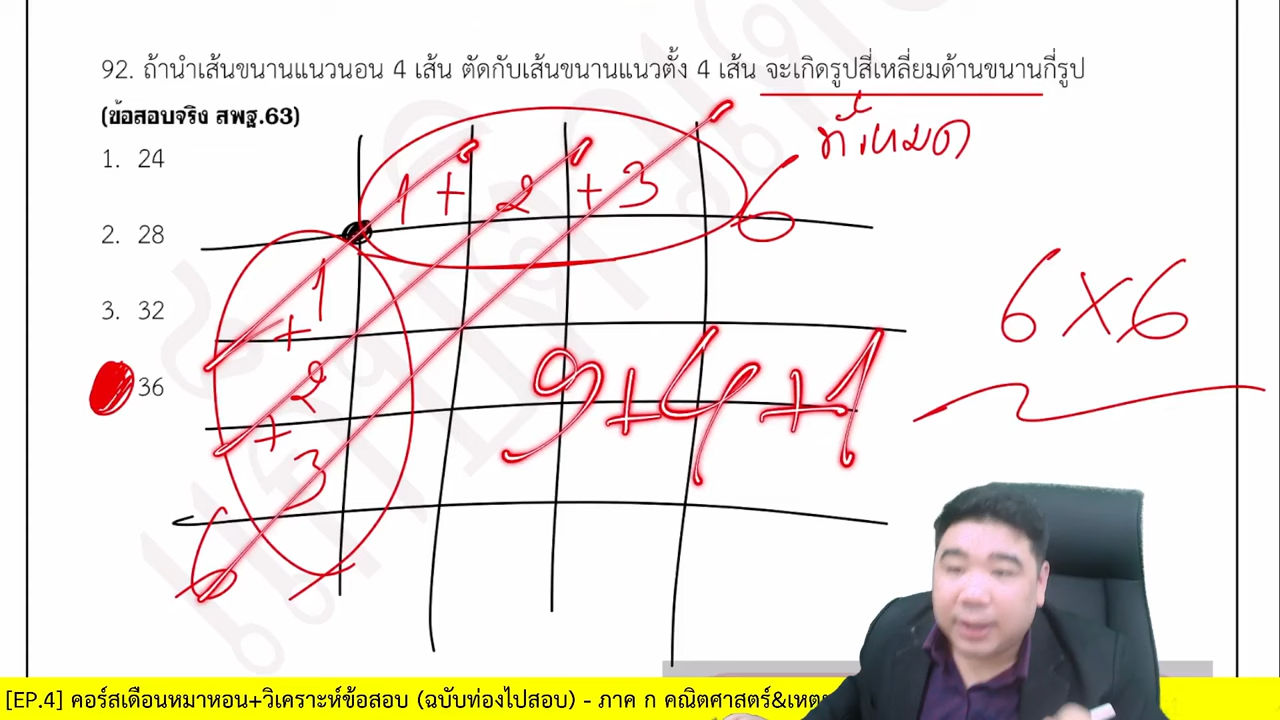 92. ถ้านำเส้นขนานแนวนอน 4 เส้น ตัดกับเส้นขนานแนวตั้ง 4 เส้น จะเกิดรูปสี่เหลี่ยมด้านขนานกี่รูป
(ข้อสอบจริง สพฐ.63)
ทั้งหมด
1. 24
1 + 2 + 3
6
2. 28
1
+
2
+
3
6
3. 32
6×6
36
9+4+1
[EP.4] คอร์สเดือนหมาหอน+วิเคราะห์ข้อสอบ (ฉบับท่องไปสอบ) - ภาค ก คณิตศาสตร์&เหตุ